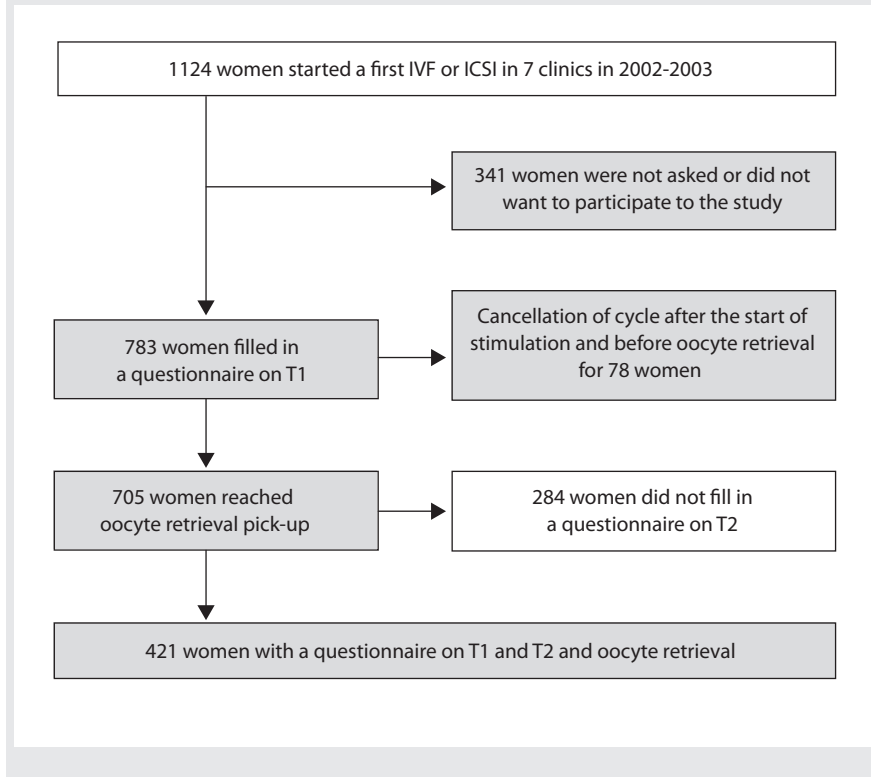 1124 women started a first IVF or ICSI in 7 clinics in 2002-2003
341 women were not asked or did not
want to participate to the study
783 women filled in
a questionnaire on T1
Cancellation of cycle after the start of
stimulation and before oocyte retrieval
for 78 women
705 women reached
oocyte retrieval pick-up
284 women did not fill in
a questionnaire on T2
421 women with a questionnaire on T1 and T2 and oocyte retrieval